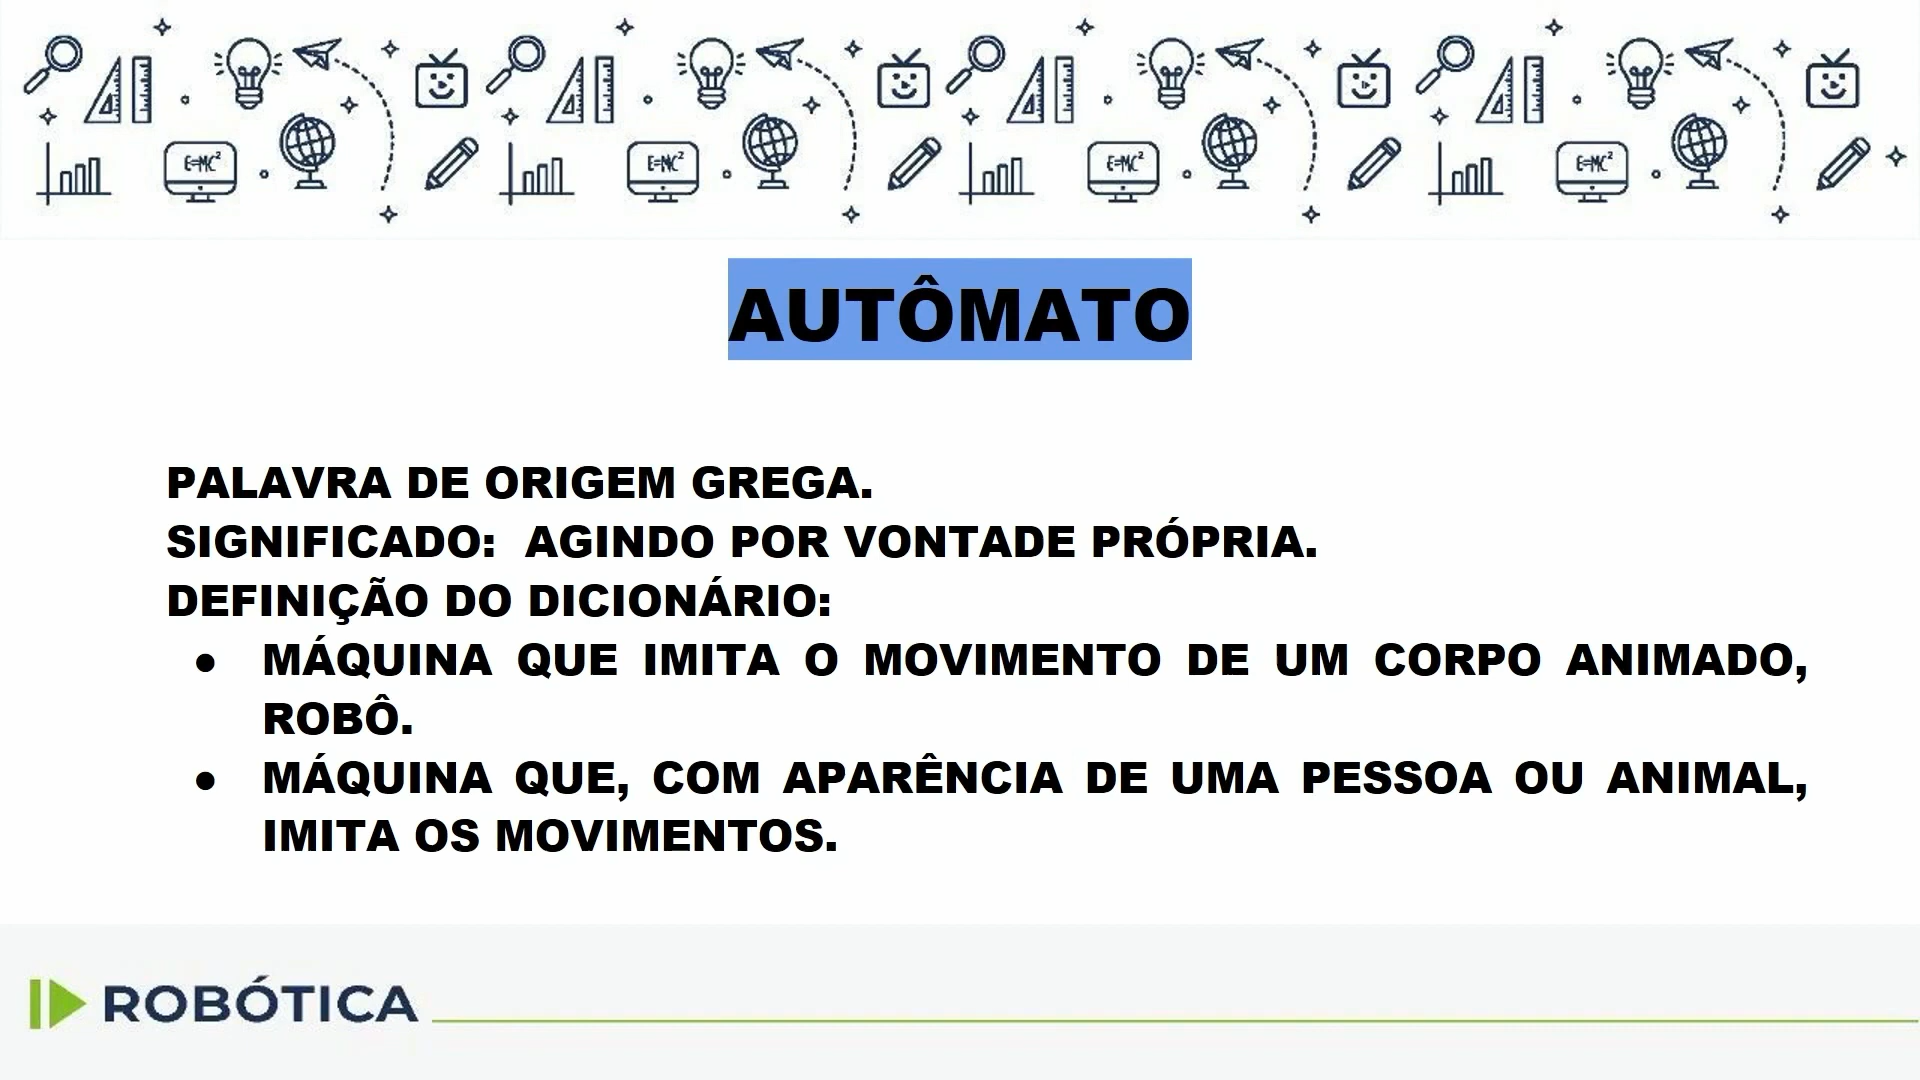 E=MC²
E=MC²
E=MC²
E=MC²
AUTÔMATO
PALAVRA DE ORIGEM GREGA.
SIGNIFICADO: AGINDO POR VONTADE PRÓPRIA.
DEFINIÇÃO DO DICIONÁRIO:
● MÁQUINA QUE IMITA O MOVIMENTO DE UM CORPO ANIMADO,
ROBÔ.
● MÁQUINA QUE, COM APARÊNCIA DE UMA PESSOA OU ANIMAL,
IMITA OS MOVIMENTOS.
ROBÓTICA